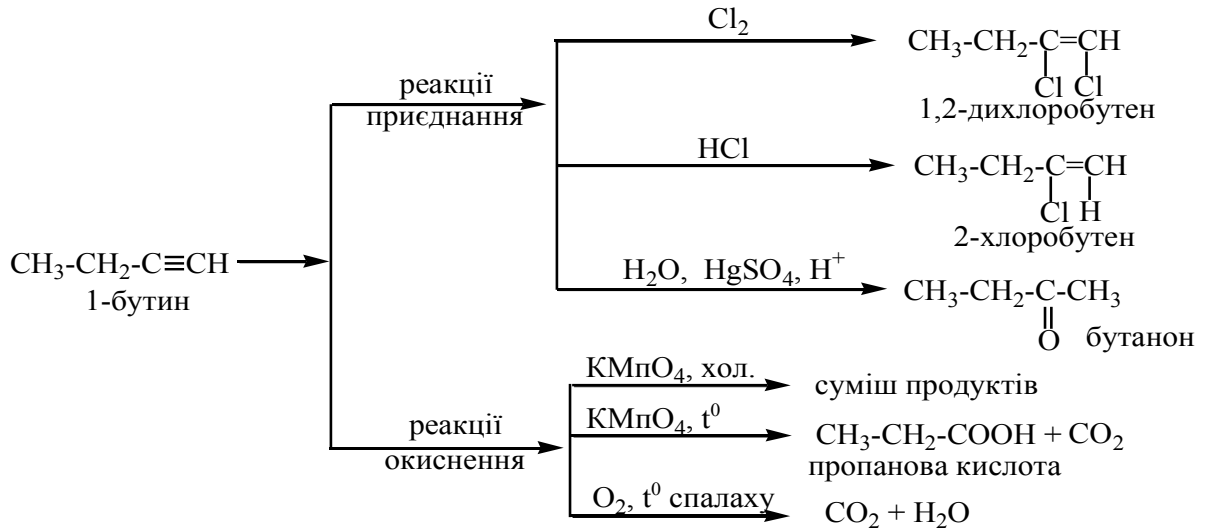 Cl₂
CH₃-CH₂-C=CH
Cl Cl
1,2-дихлоробутен
реакції
приєднання
HCl
CH₃-CH₂-C=CH
Cl H
2-хлоробутен
CH₃-CH₂-C≡CH
1-бутин
H₂O, HgSO₄, H⁺
CH₃-CH₂-C-CH₃
O
бутанон
КМпО₄, хол.
суміш продуктів
реакції
окиснення
КМпО₄, t⁰
CH₃-CH₂-COOH + CO₂
пропанова кислота
O₂, t⁰ спалаху
CO₂ + H₂O